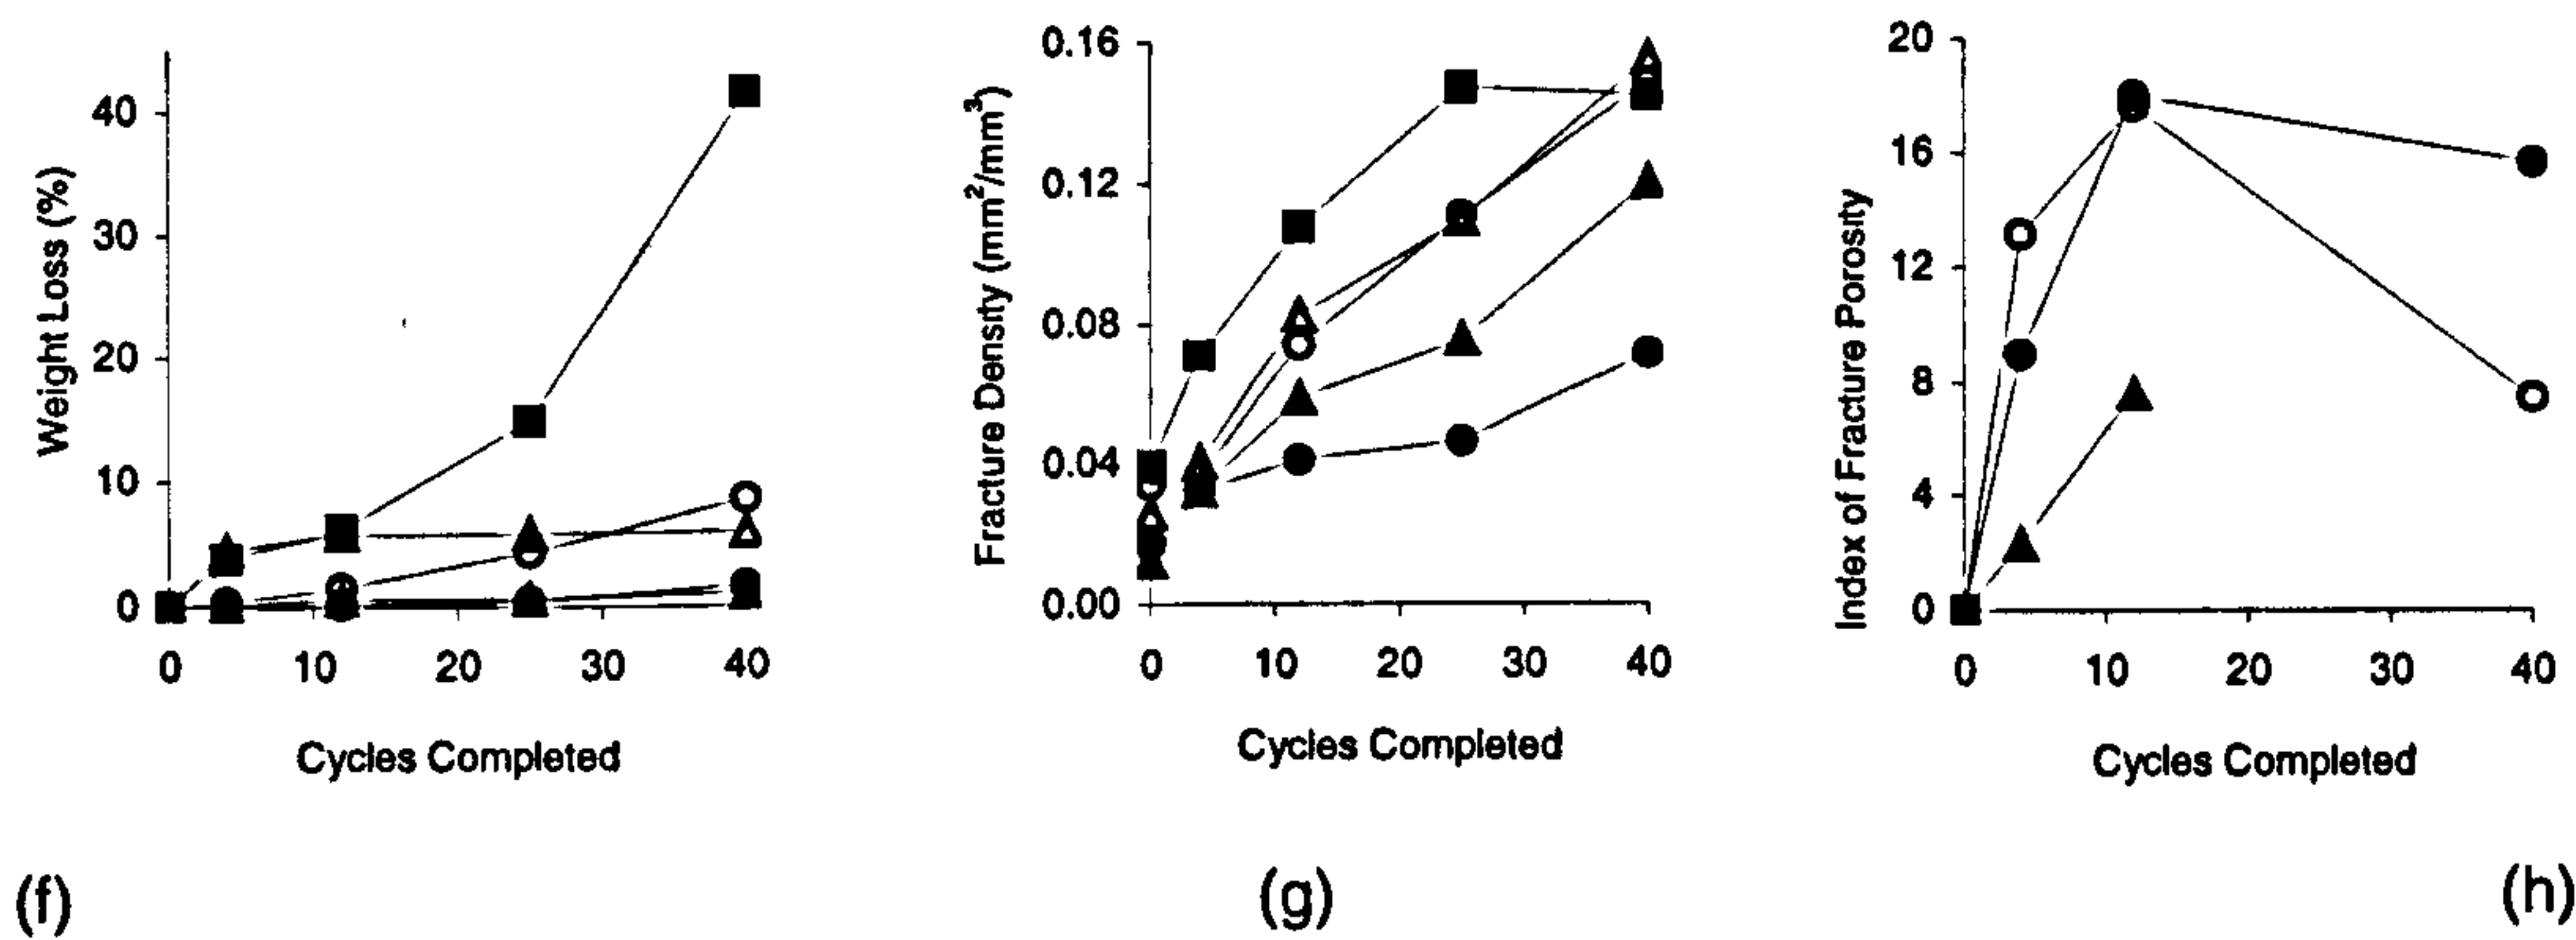 Weight Loss (%)
40
30
20
10
0
0 10 20 30 40
Cycles Completed
(f)
Fracture Density (mm²/mm³)
0.16
0.12
0.08
0.04
0.00
0 10 20 30 40
Cycles Completed
(g)
Index of Fracture Porosity
20
16
12
8
4
0
0 10 20 30 40
Cycles Completed
(h)